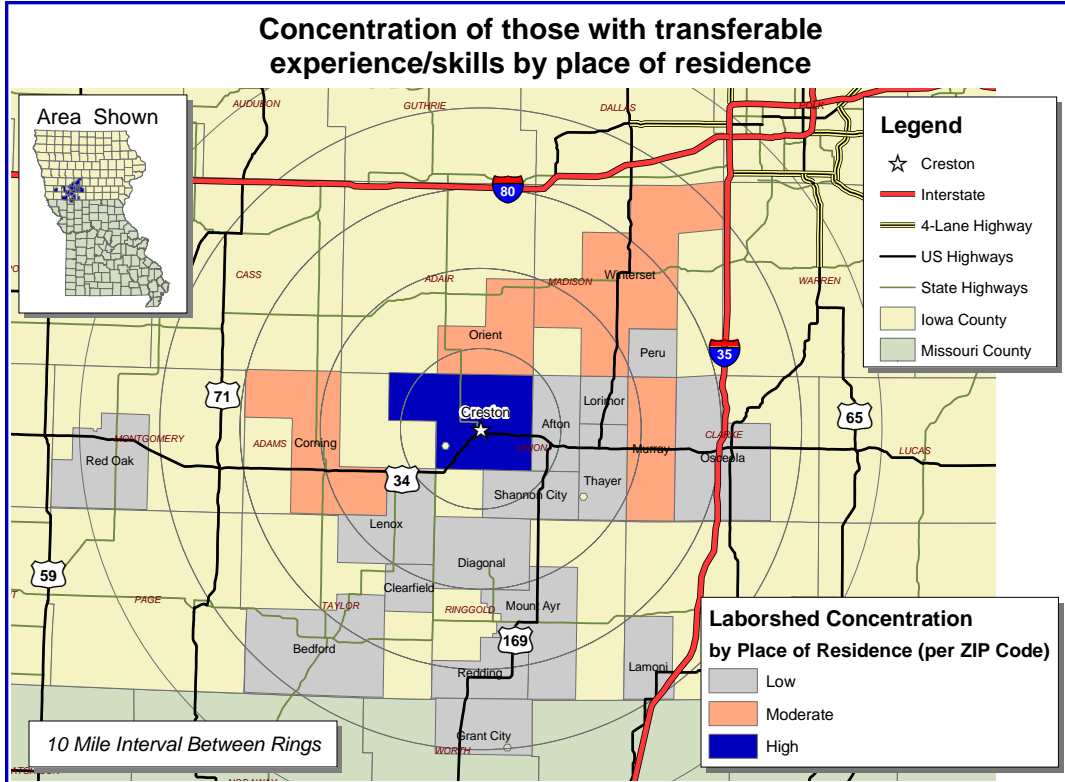 Concentration of those with transferable
experience/skills by place of residence
Area Shown
AUDUBON
GUTHRIE
DALLAS
POLK
Legend
Creston
Interstate
4-Lane Highway
US Highways
State Highways
Iowa County
Missouri County
80
CASS
ADAIR
MADISON
Winterset
WARREN
Orient
Peru
35
71
65
Creston
Afton
Lorimor
MONTGOMERY
Red Oak
ADAMS
Corning
UNION
Murray
CLARKE
Osceola
LUCAS
34
Shannon City
Thayer
Lenox
59
Diagonal
Clearfield
PAGE
TAYLOR
RINGGOLD
Mount Ayr
Bedford
169
Redding
Lamoni
Laborshed Concentration
by Place of Residence (per ZIP Code)
Low
Moderate
High
Grant City
WORTH
10 Mile Interval Between Rings